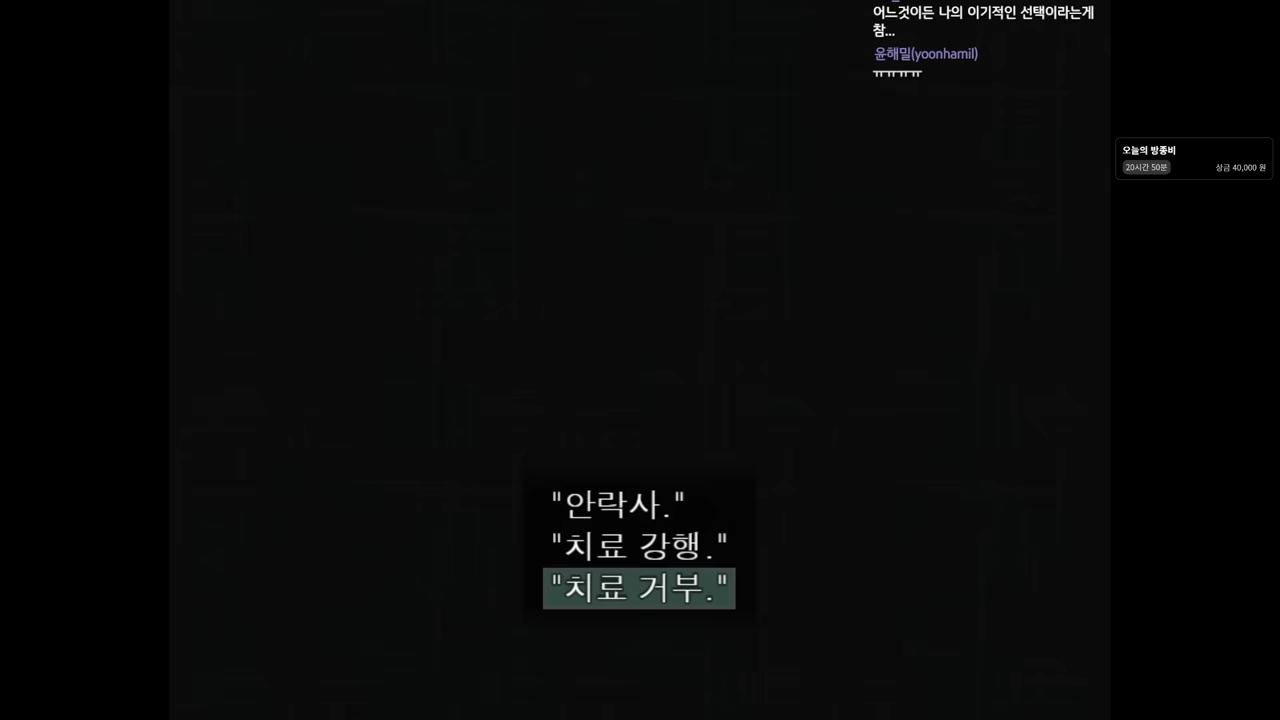 어느것이든 나의 이기적인 선택이라는게
참...
윤해밀(yoonhamil)
ㅠㅠㅠㅠ
오늘의 방종비
20시간 50분
상금 40,000 원
"안락사."
"치료 강행."
"치료 거부."